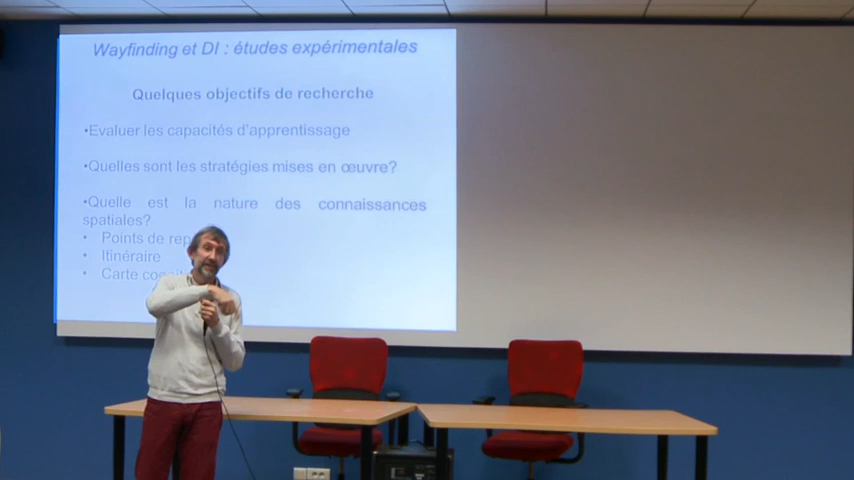 Wayfinding et DI : études expérimentales
Quelques objectifs de recherche
•Evaluer les capacités d'apprentissage
•Quelles sont les stratégies mises en œuvre?
•Quelle est la nature des connaissances
spatiales?
• Points de
• Itinéraire
• Carte